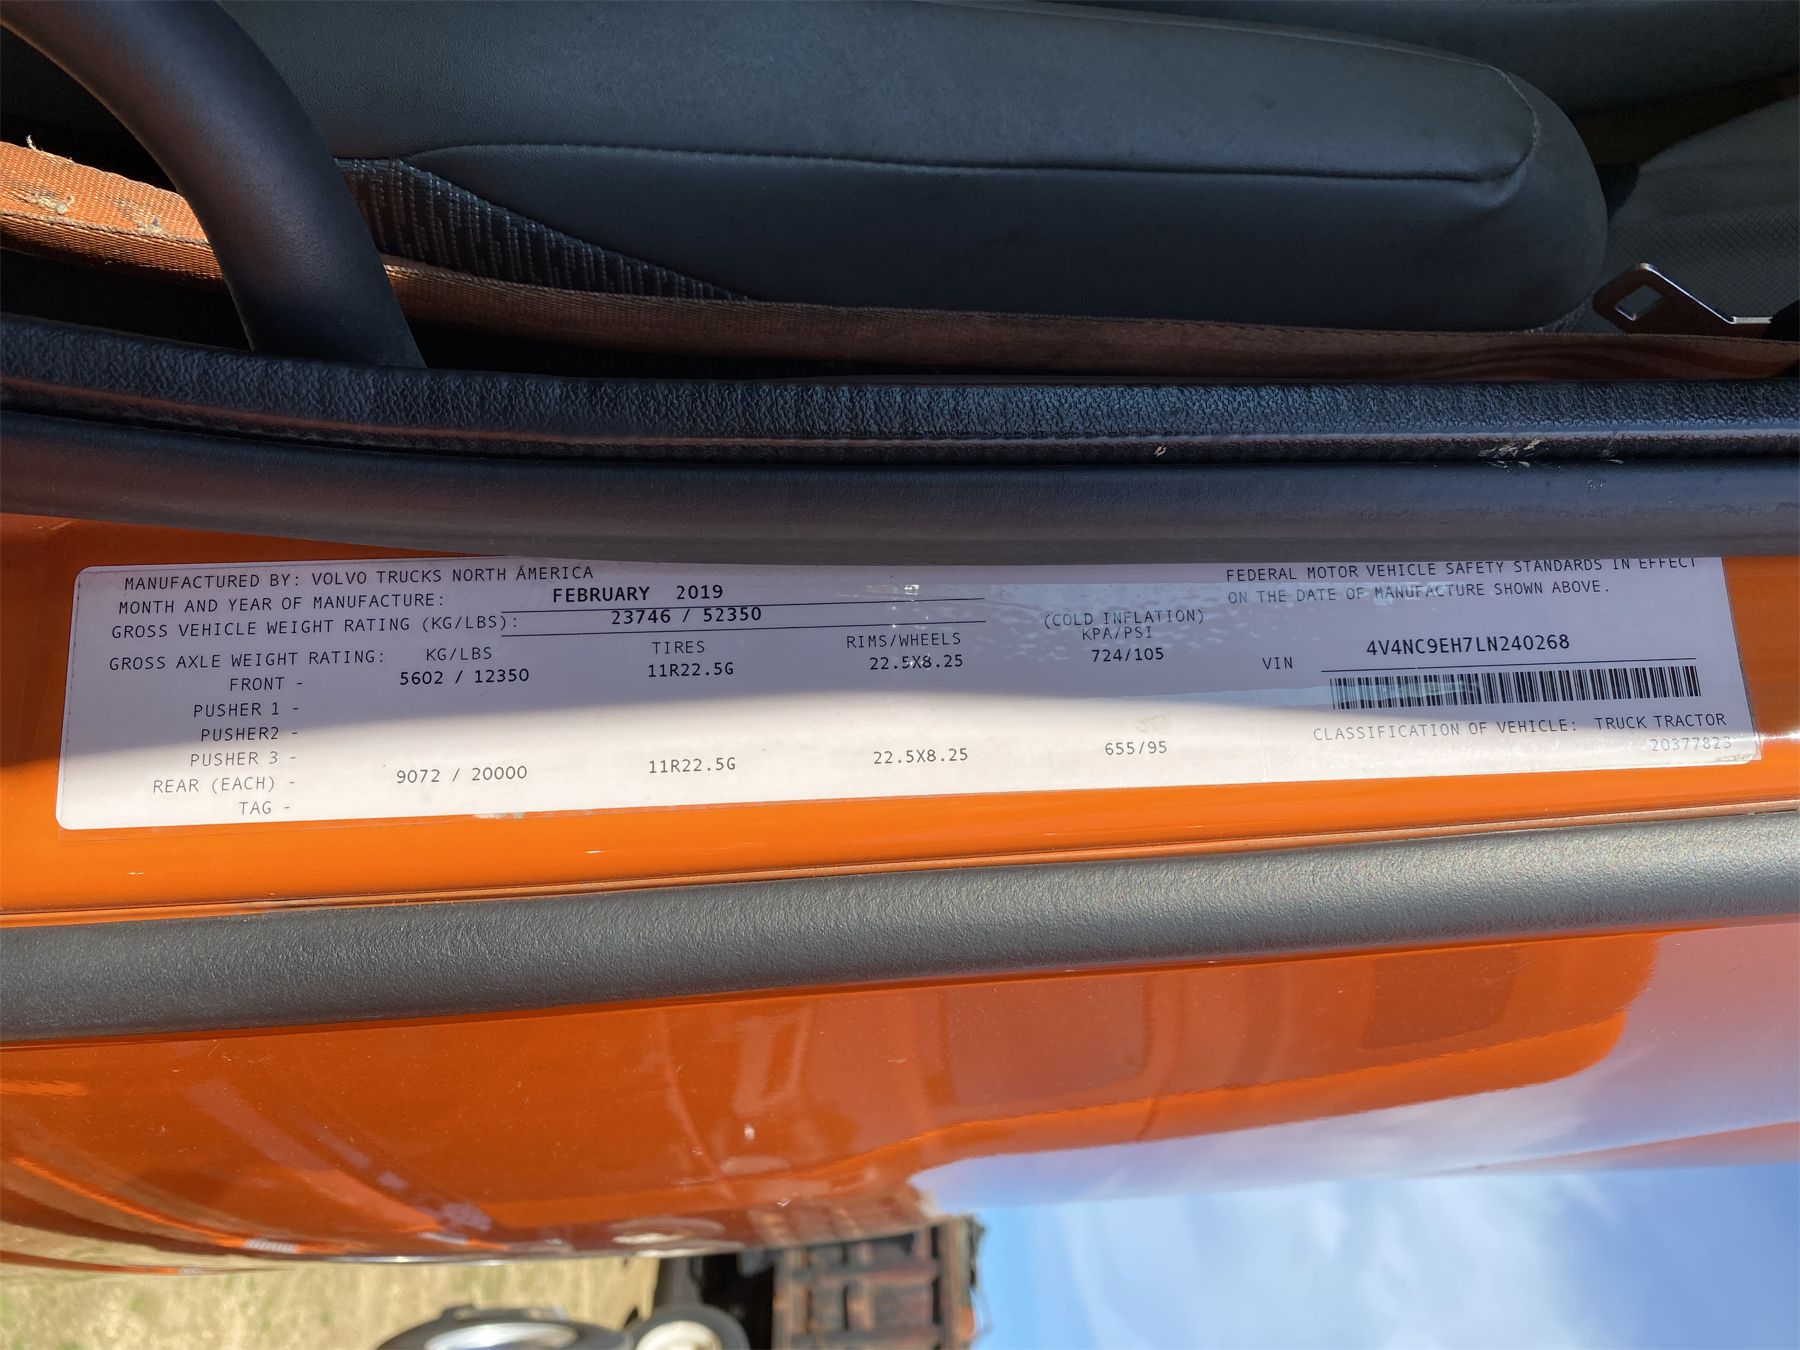 MANUFACTURED BY: VOLVO TRUCKS NORTH AMERICA
MONTH AND YEAR OF MANUFACTURE: FEBRUARY 2019
GROSS VEHICLE WEIGHT RATING (KG/LBS): 23746 / 52350
GROSS AXLE WEIGHT RATING: KG/LBS TIRES RIMS/WHEELS (COLD INFLATION) KPA/PSI
FRONT - 5602 / 12350 11R22.5G 22.5X8.25 724/105
PUSHER 1 -
PUSHER2 -
PUSHER 3 -
REAR (EACH) - 9072 / 20000 11R22.5G 22.5X8.25 655/95
TAG -
FEDERAL MOTOR VEHICLE SAFETY STANDARDS IN EFFECT
ON THE DATE OF MANUFACTURE SHOWN ABOVE.
VIN 4V4NC9EH7LN240268
CLASSIFICATION OF VEHICLE: TRUCK TRACTOR
20377823